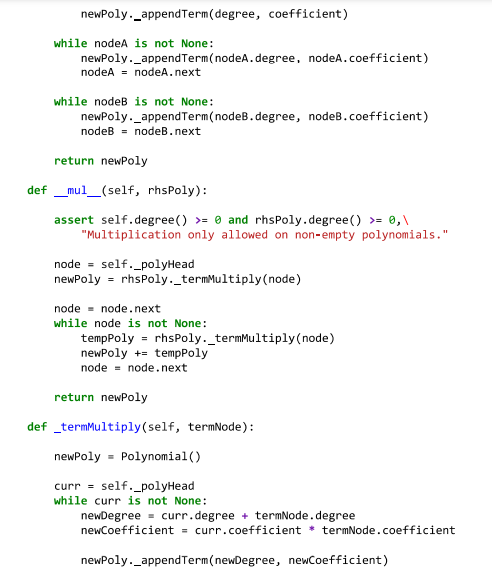 newPoly._appendTerm(degree, coefficient)
while nodeA is not None:
newPoly._appendTerm(nodeA.degree, nodeA.coefficient)
nodeA = nodeA.next
while nodeB is not None:
newPoly._appendTerm(nodeB.degree, nodeB.coefficient)
nodeB = nodeB.next
return newPoly
def __mul__(self, rhsPoly):
assert self.degree() >= 0 and rhsPoly.degree() >= 0,\
"Multiplication only allowed on non-empty polynomials."
node = self._polyHead
newPoly = rhsPoly._termMultiply(node)
node = node.next
while node is not None:
tempPoly = rhsPoly._termMultiply(node)
newPoly += tempPoly
node = node.next
return newPoly
def _termMultiply(self, termNode):
newPoly = Polynomial()
curr = self._polyHead
while curr is not None:
newDegree = curr.degree + termNode.degree
newCoefficient = curr.coefficient * termNode.coefficient
newPoly._appendTerm(newDegree, newCoefficient)